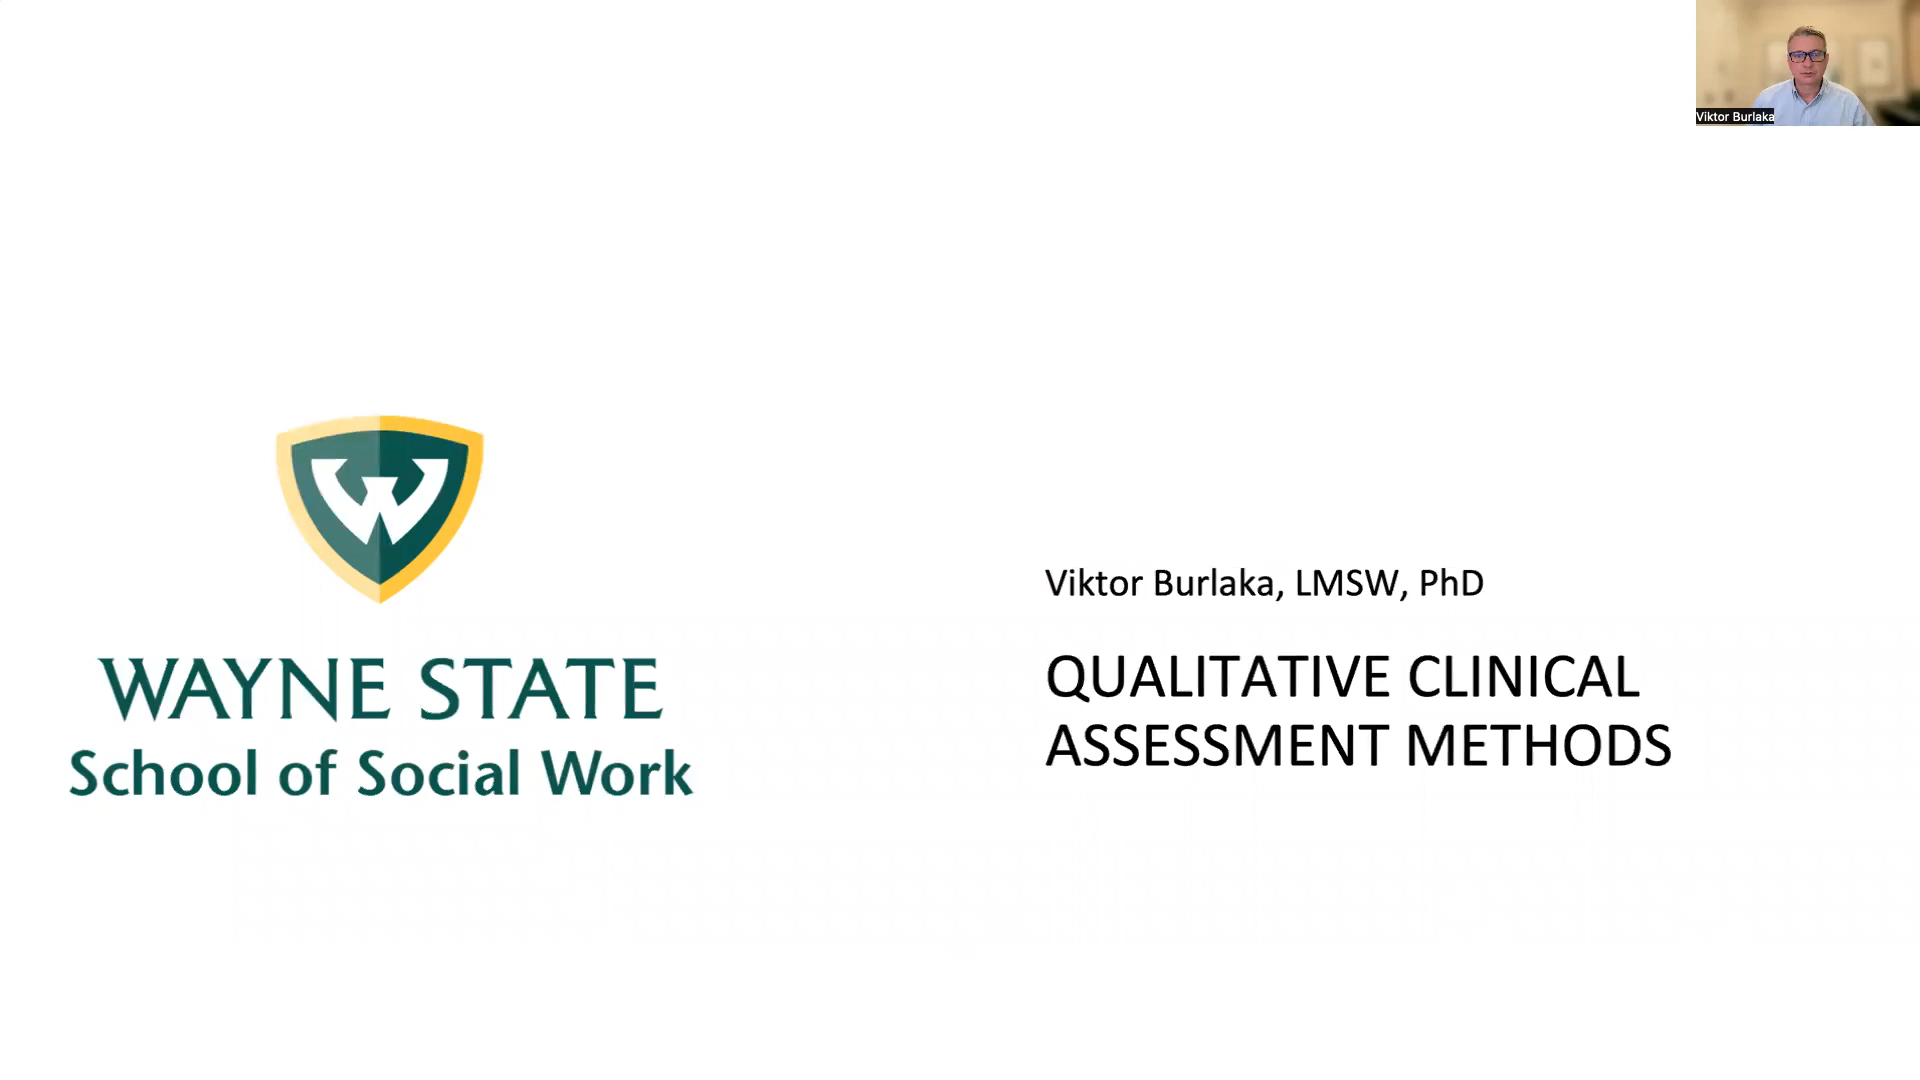 Viktor Burlaka
W
WAYNE STATE
School of Social Work
Viktor Burlaka, LMSW, PhD
QUALITATIVE CLINICAL
ASSESSMENT METHODS